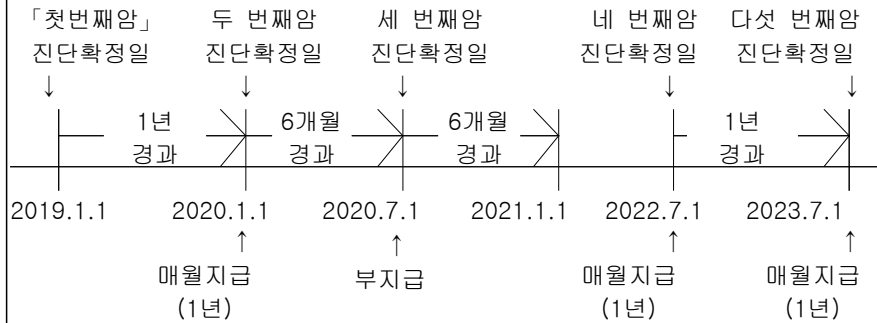 「첫번째암」 두 번째암 세 번째암 네 번째암 다섯 번째암
진단확정일 진단확정일 진단확정일 진단확정일 진단확정일
↓ ↓ ↓ ↓ ↓
1년 6개월 6개월 1년
경과 경과 경과 경과
2019.1.1 2020.1.1 2020.7.1 2021.1.1 2022.7.1 2023.7.1
↑ ↑ ↑ ↑
매월지급 부지급 매월지급 매월지급
(1년) (1년) (1년)